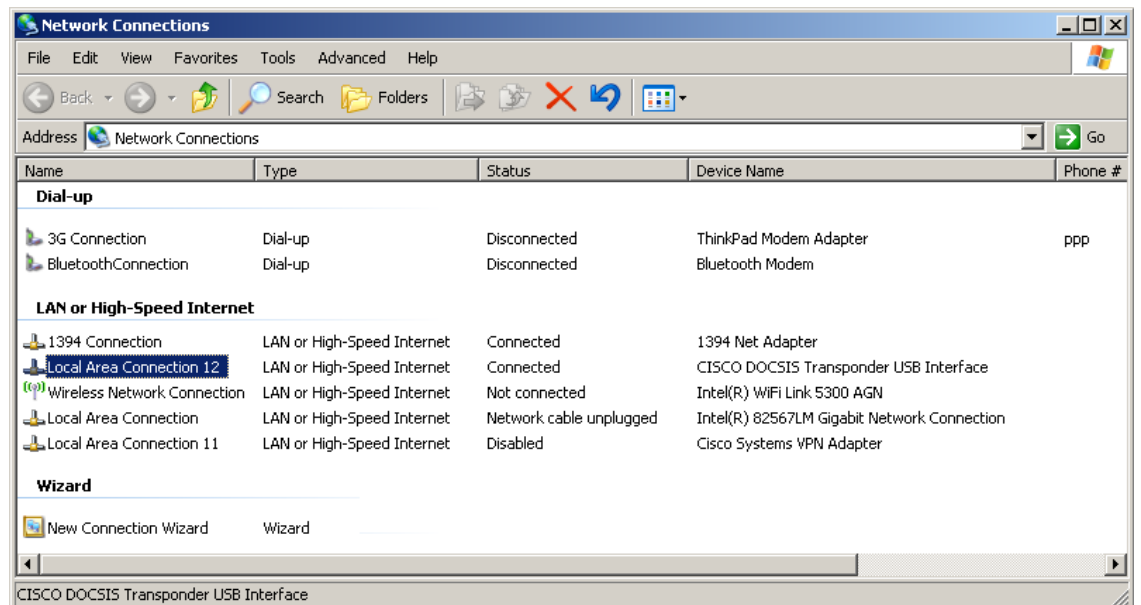 Network Connections
File Edit View Favorites Tools Advanced Help
Back Search Folders
Address Network Connections Go
Name Type Status Device Name Phone #
Dial-up
3G Connection Dial-up Disconnected ThinkPad Modem Adapter ppp
BluetoothConnection Dial-up Disconnected Bluetooth Modem
LAN or High-Speed Internet
1394 Connection LAN or High-Speed Internet Connected 1394 Net Adapter
Local Area Connection 12 LAN or High-Speed Internet Connected CISCO DOCSIS Transponder USB Interface
Wireless Network Connection LAN or High-Speed Internet Not connected Intel(R) WiFi Link 5300 AGN
Local Area Connection LAN or High-Speed Internet Network cable unplugged Intel(R) 82567LM Gigabit Network Connection
Local Area Connection 11 LAN or High-Speed Internet Disabled Cisco Systems VPN Adapter
Wizard
New Connection Wizard Wizard
CISCO DOCSIS Transponder USB Interface